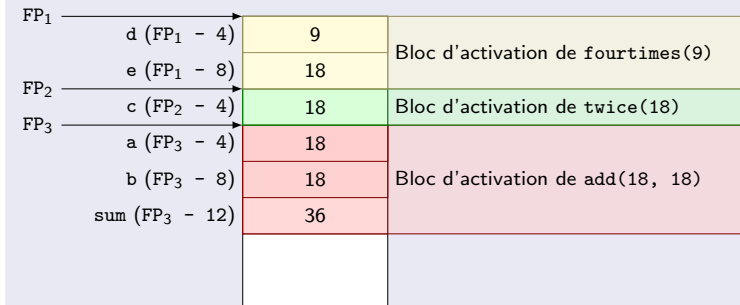 FP₁
d (FP₁ - 4) 9
Bloc d'activation de fourtimes(9)
e (FP₁ - 8) 18
FP₂
c (FP₂ - 4) 18 Bloc d'activation de twice(18)
FP₃
a (FP₃ - 4) 18
b (FP₃ - 8) 18 Bloc d'activation de add(18, 18)
sum (FP₃ - 12) 36